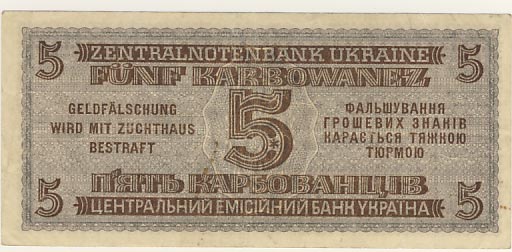 5 ZENTRALNOTENBANK UKRAINE 5
FÜNF KARBOWANEZ
GELDFÄLSCHUNG
WIRD MIT ZUCHTHAUS
BESTRAFT
5
ФАЛЬШУВАННЯ
ГРОШЕВИХ ЗНАКІВ
КАРАЄТЬСЯ ТЯЖКОЮ
ТЮРМОЮ
П'ЯТЬ КАРБОВАНЦІВ
5 ЦЕНТРАЛЬНИЙ ЕМІСІЙНИЙ БАНК УКРАЇНА 5